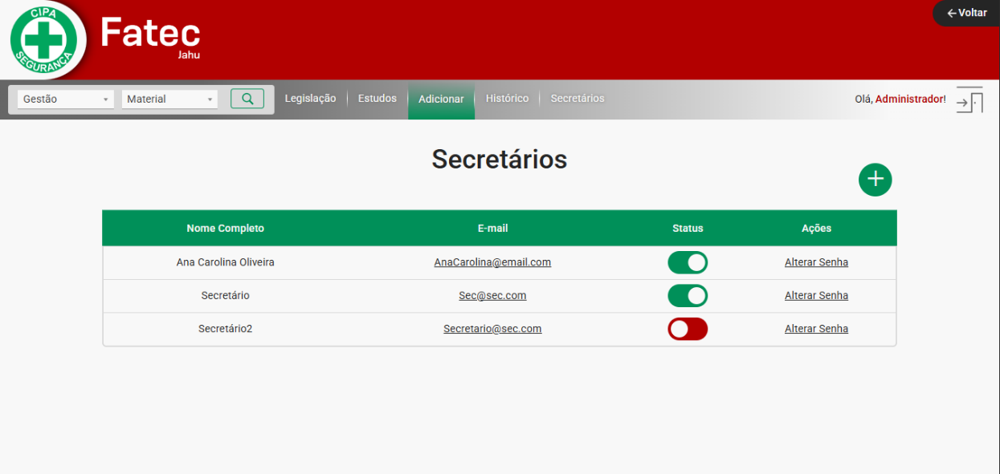 CIPA
SEGURANÇA
Fatec
Jahu
Voltar
Gestão Material Legislação Estudos Adicionar Histórico Secretários Olá, Administrador!
Secretários
Nome Completo E-mail Status Ações
Ana Carolina Oliveira AnaCarolina@email.com Alterar Senha
Secretário Sec@sec.com Alterar Senha
Secretário2 Secretario@sec.com Alterar Senha